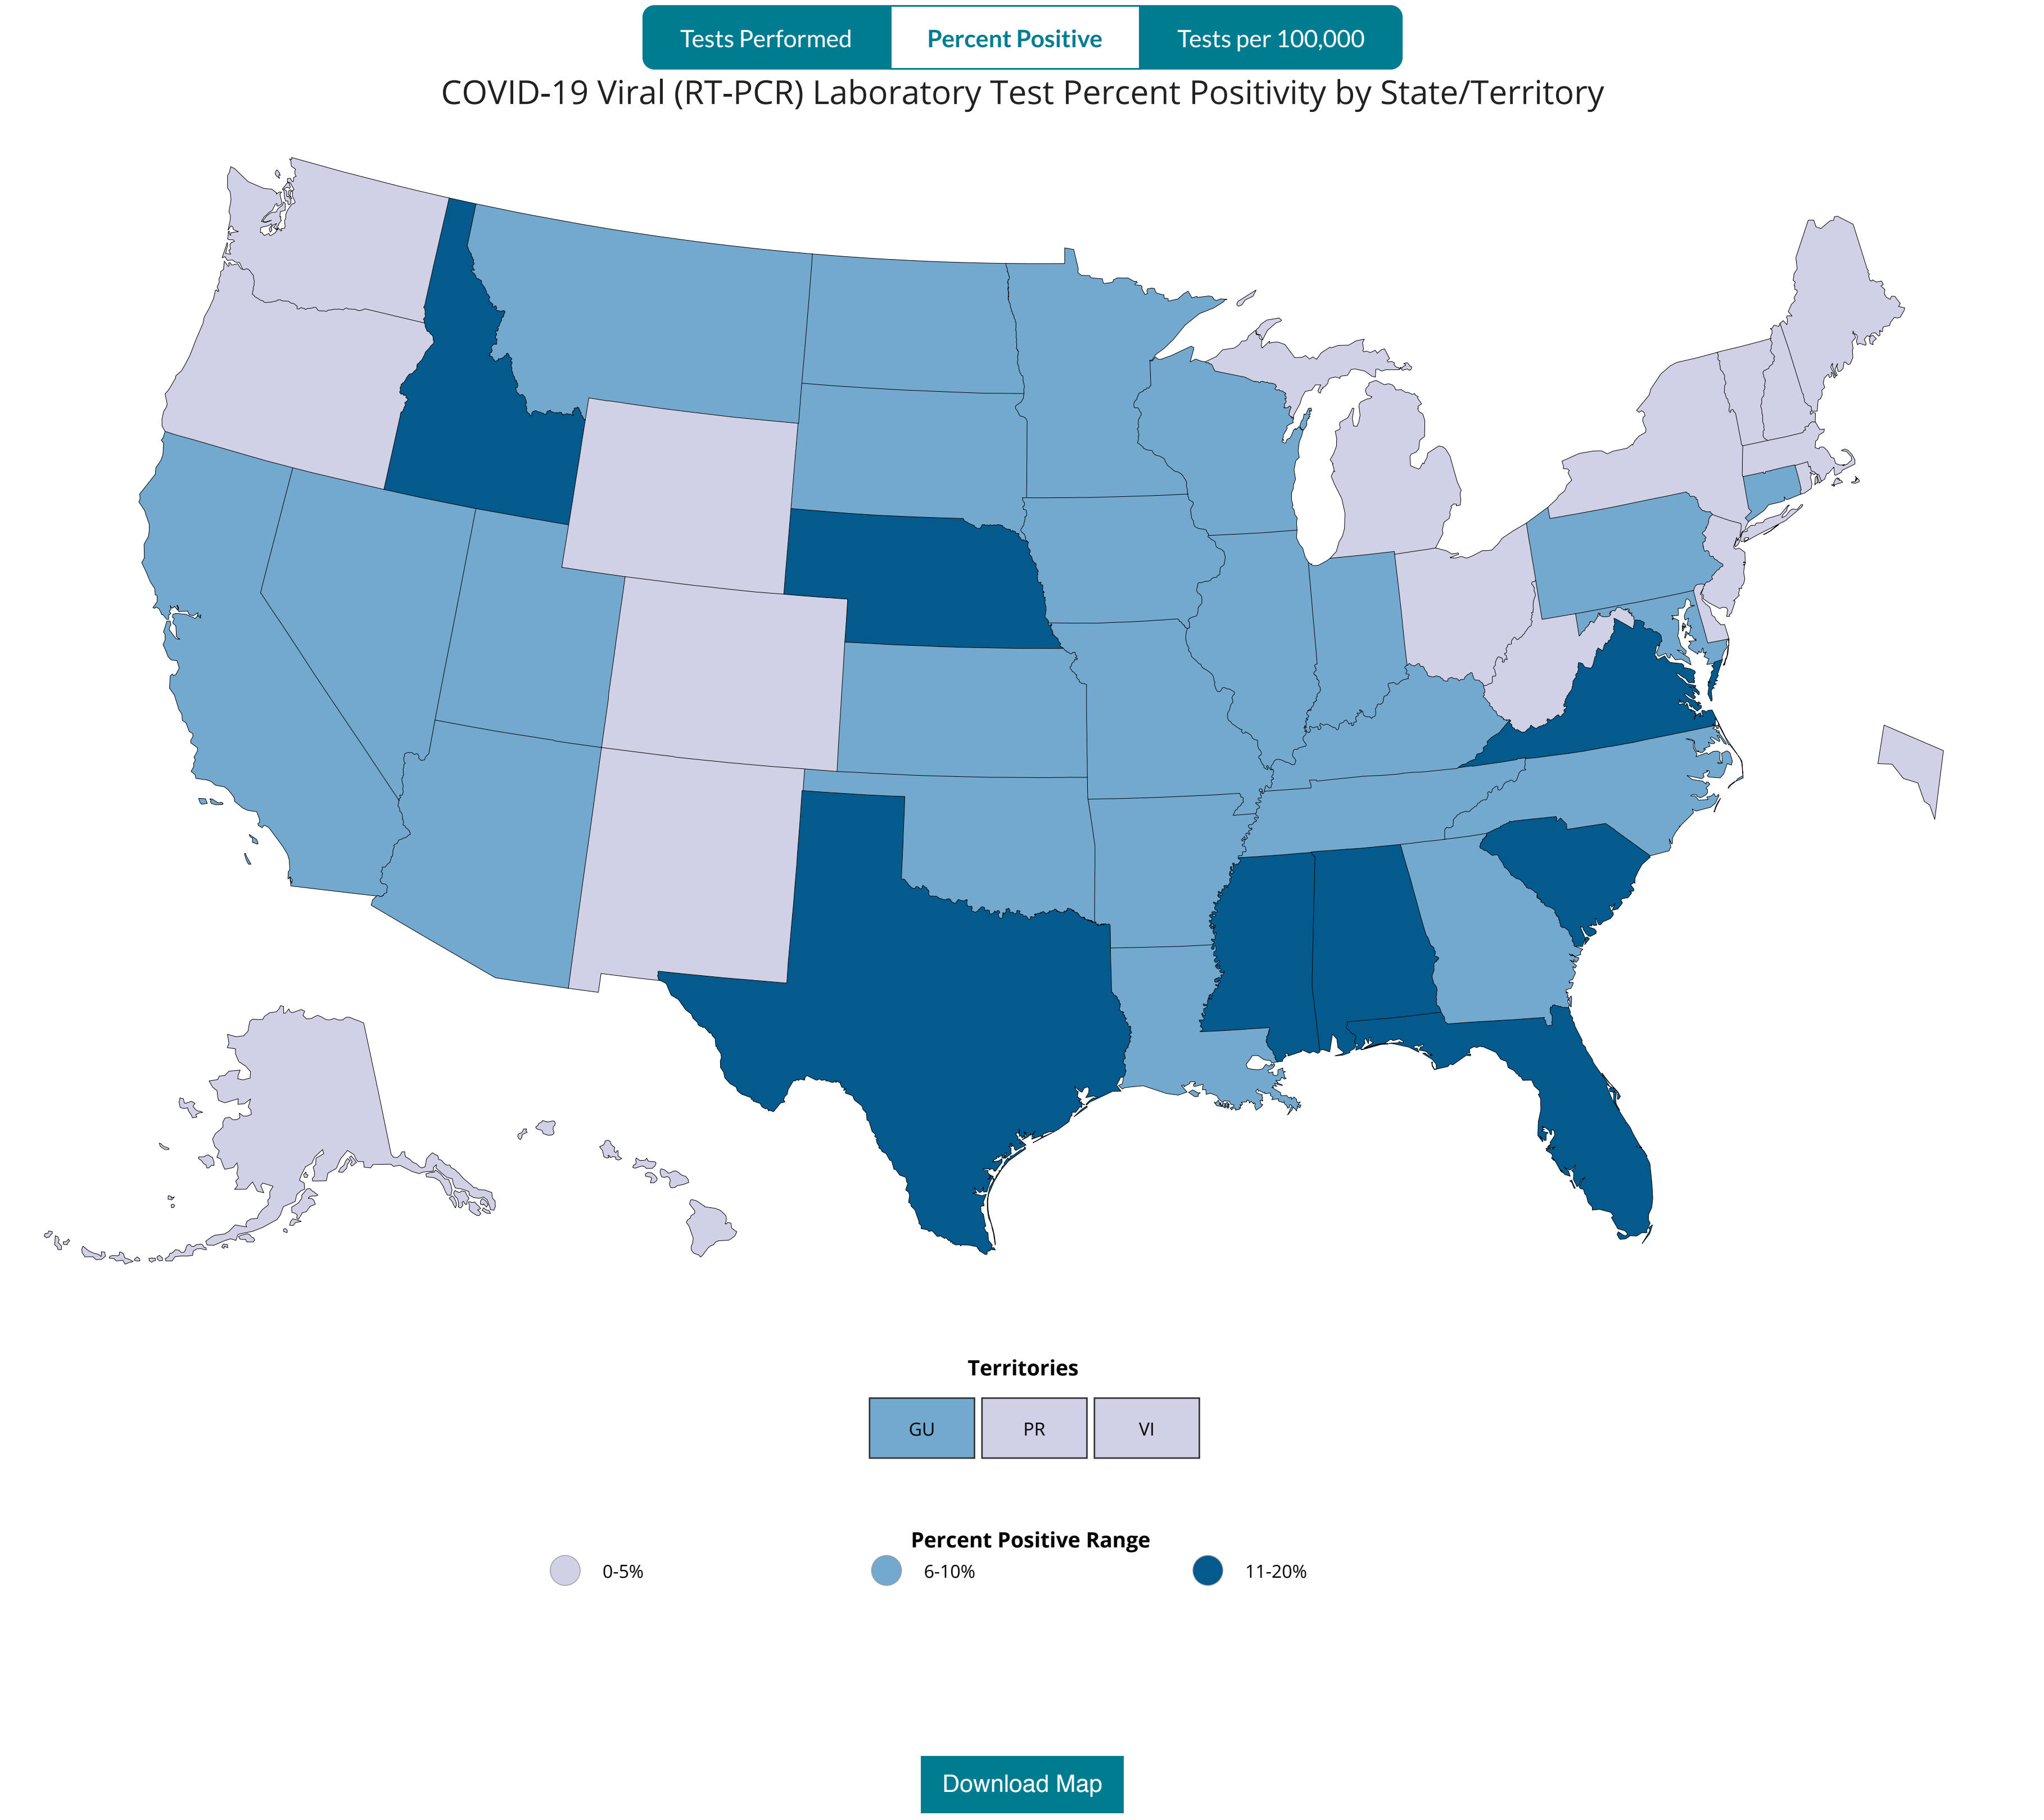 Tests Performed Percent Positive Tests per 100,000
COVID-19 Viral (RT-PCR) Laboratory Test Percent Positivity by State/Territory
Territories
GU PR VI
Percent Positive Range
0-5% 6-10% 11-20%
Download Map